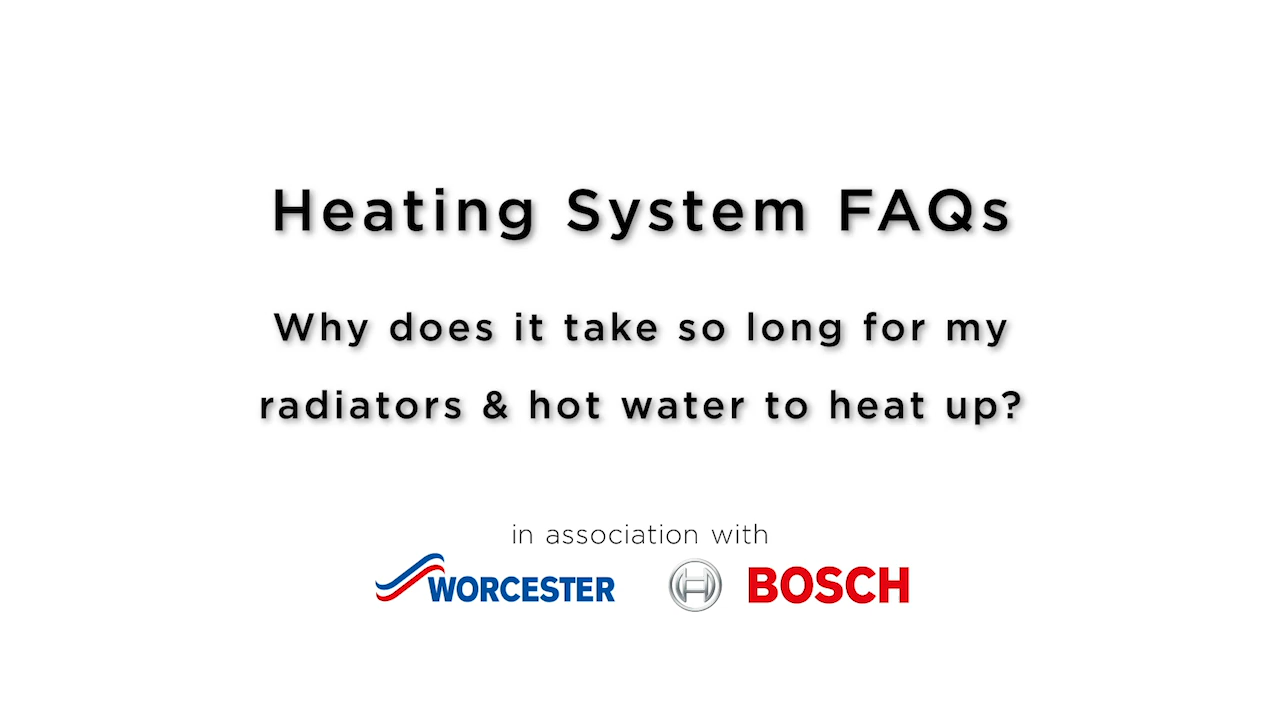 Heating System FAQs
Why does it take so long for my
radiators & hot water to heat up?
in association with
WORCESTER BOSCH